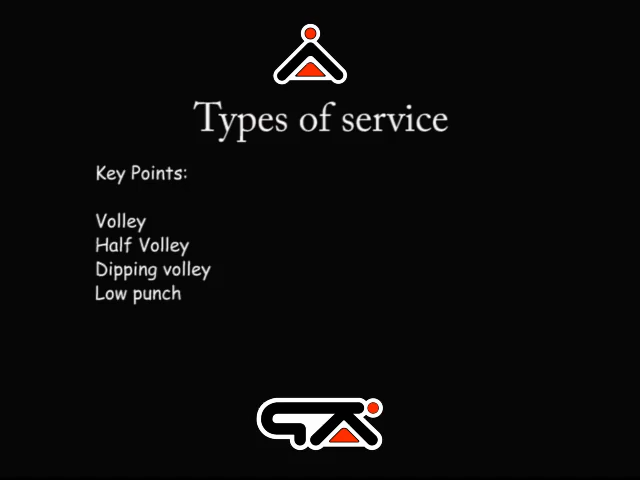 Types of service
Key Points:
Volley
Half Volley
Dipping volley
Low punch